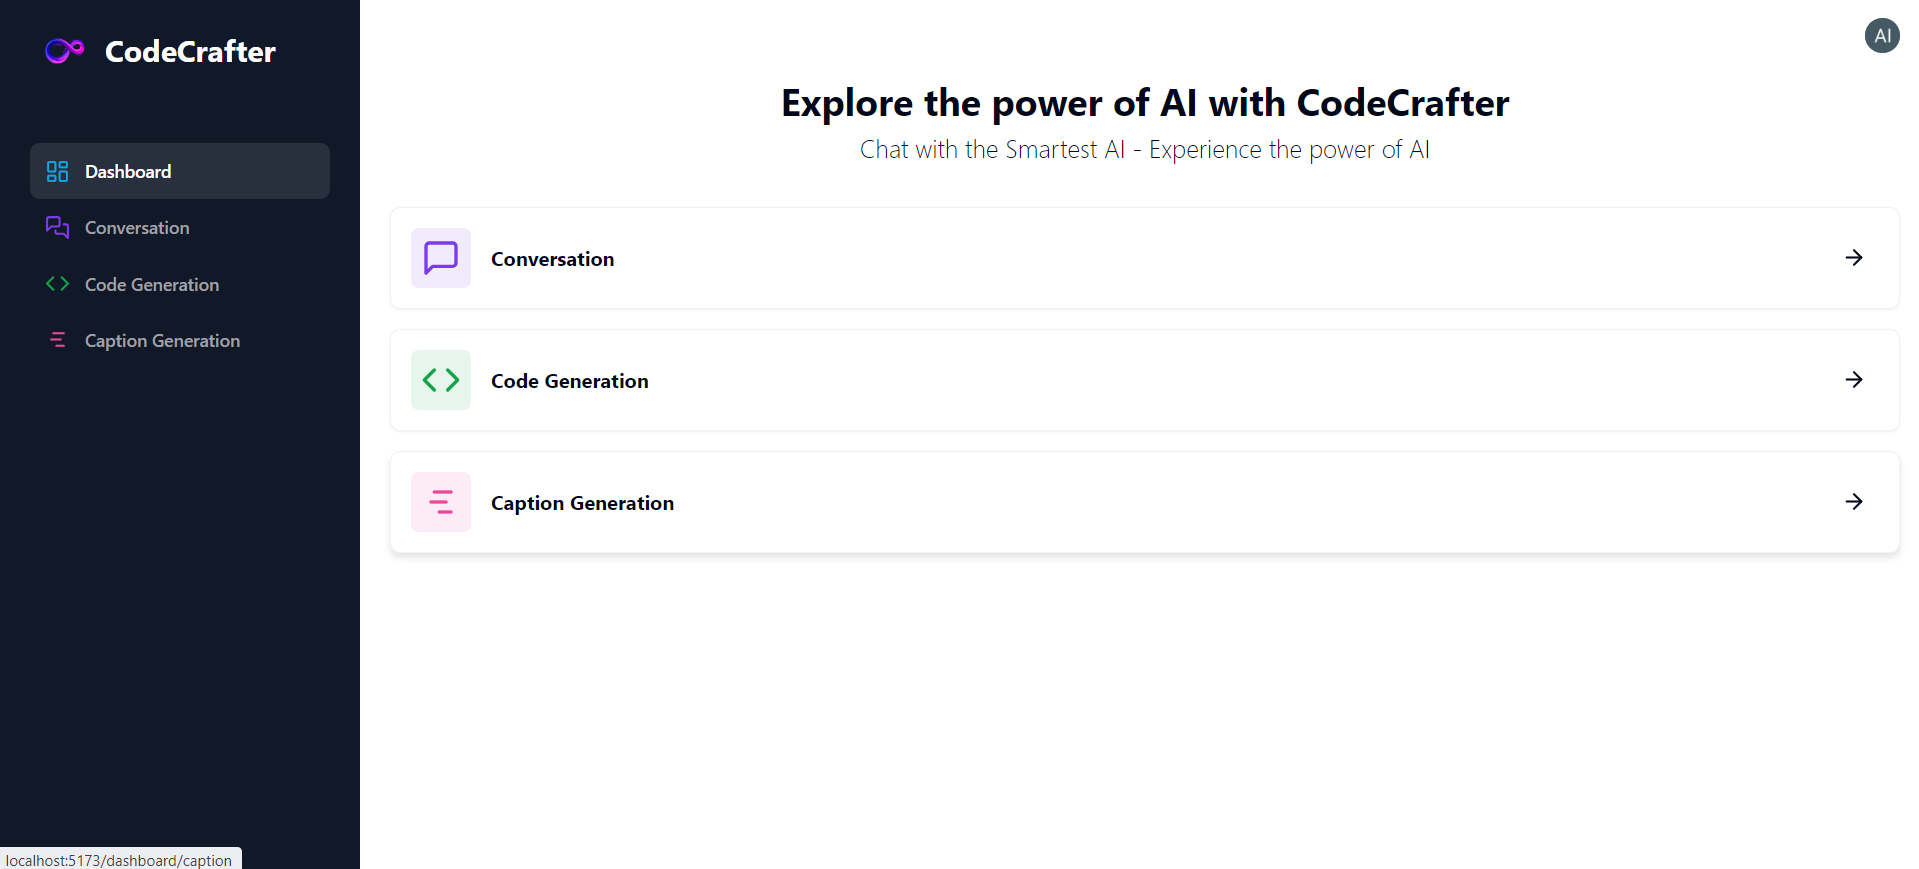 CodeCrafter
Dashboard
Conversation
Code Generation
Caption Generation
AI
Explore the power of AI with CodeCrafter
Chat with the Smartest AI - Experience the power of AI
Conversation
Code Generation
Caption Generation
localhost:5173/dashboard/caption